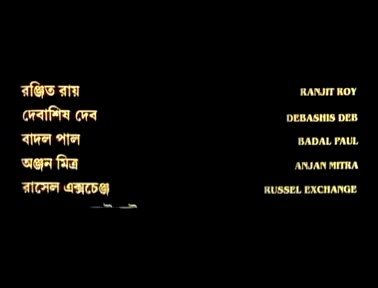 রঞ্জিত রায় RANJIT ROY
দেবাশিষ দেব DEBASHIS DEB
বাদল পাল BADAL PAUL
অঞ্জন মিত্র ANJAN MITRA
রাসেল এক্সচেঞ্জ RUSSEL EXCHANGE